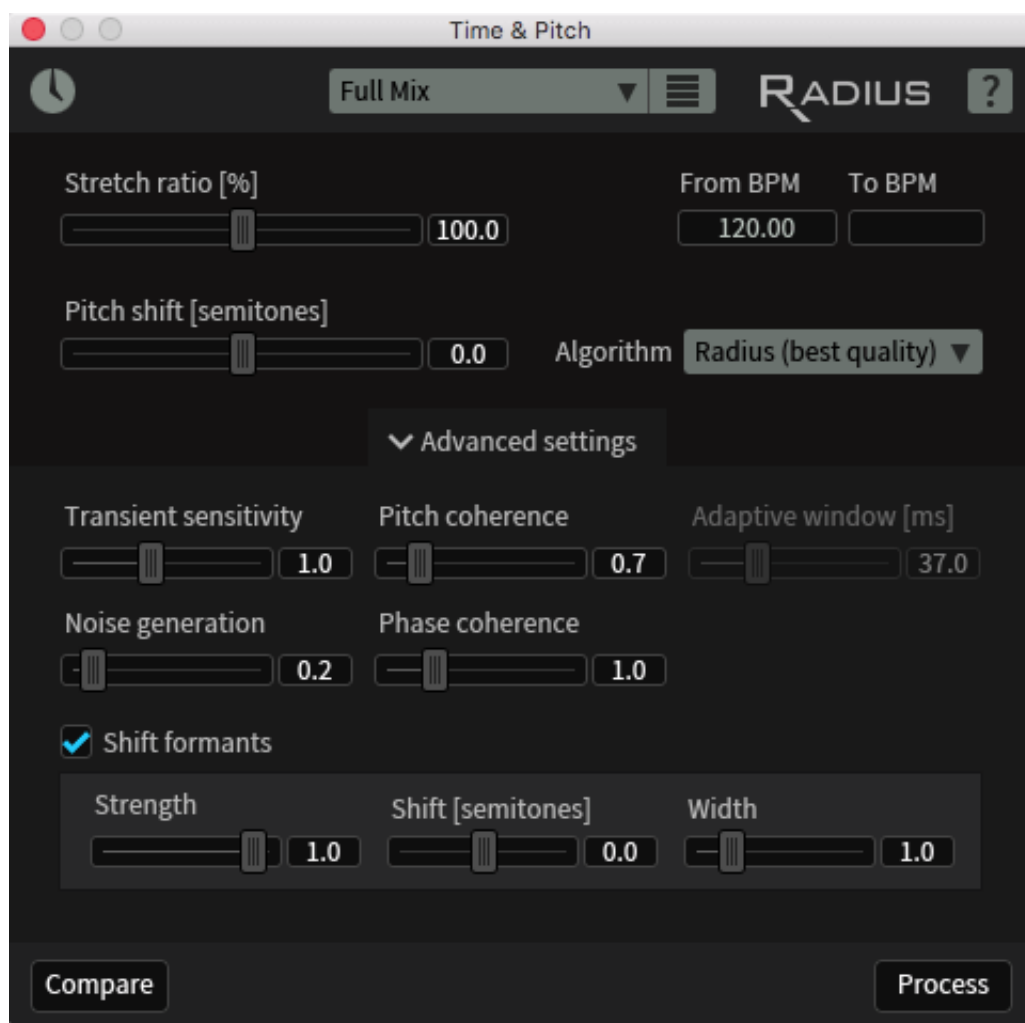 Time & Pitch
Full Mix
RADIUS
?
Stretch ratio [%]
From BPM To BPM
100.0
120.00
Pitch shift [semitones]
0.0
Algorithm Radius (best quality)
Advanced settings
Transient sensitivity Pitch coherence Adaptive window [ms]
1.0 0.7 37.0
Noise generation Phase coherence
0.2 1.0
Shift formants
Strength Shift [semitones] Width
1.0 0.0 1.0
Compare Process